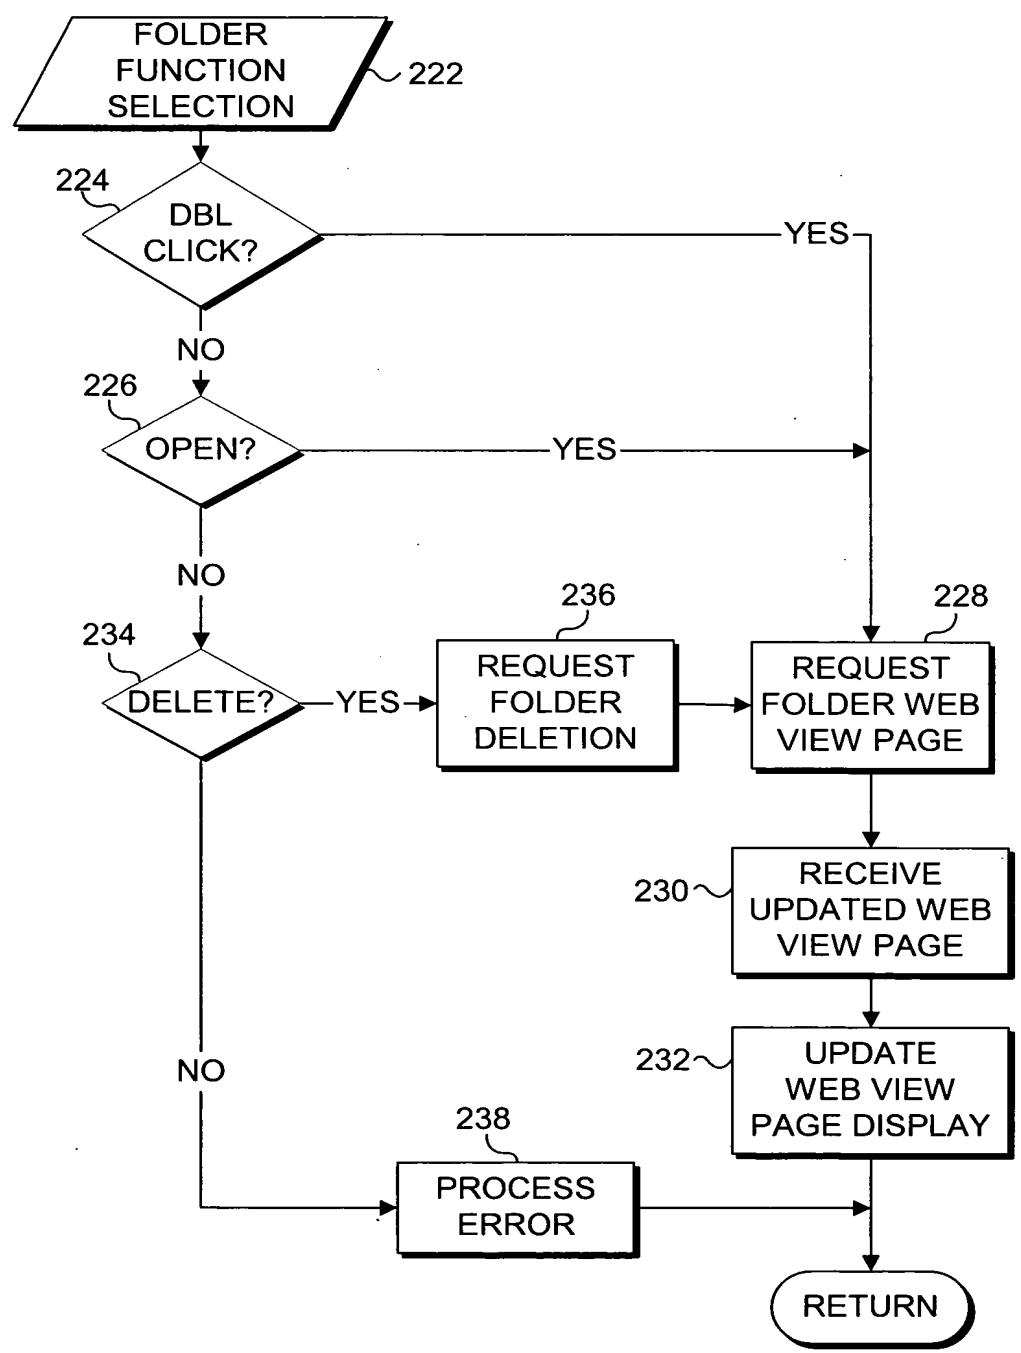 FOLDER
FUNCTION
SELECTION
222
224
DBL
CLICK?
YES
NO
226
OPEN?
YES
NO
234
DELETE?
YES
236
REQUEST
FOLDER
DELETION
228
REQUEST
FOLDER WEB
VIEW PAGE
230
RECEIVE
UPDATED WEB
VIEW PAGE
232
UPDATE
WEB VIEW
PAGE DISPLAY
NO
238
PROCESS
ERROR
RETURN